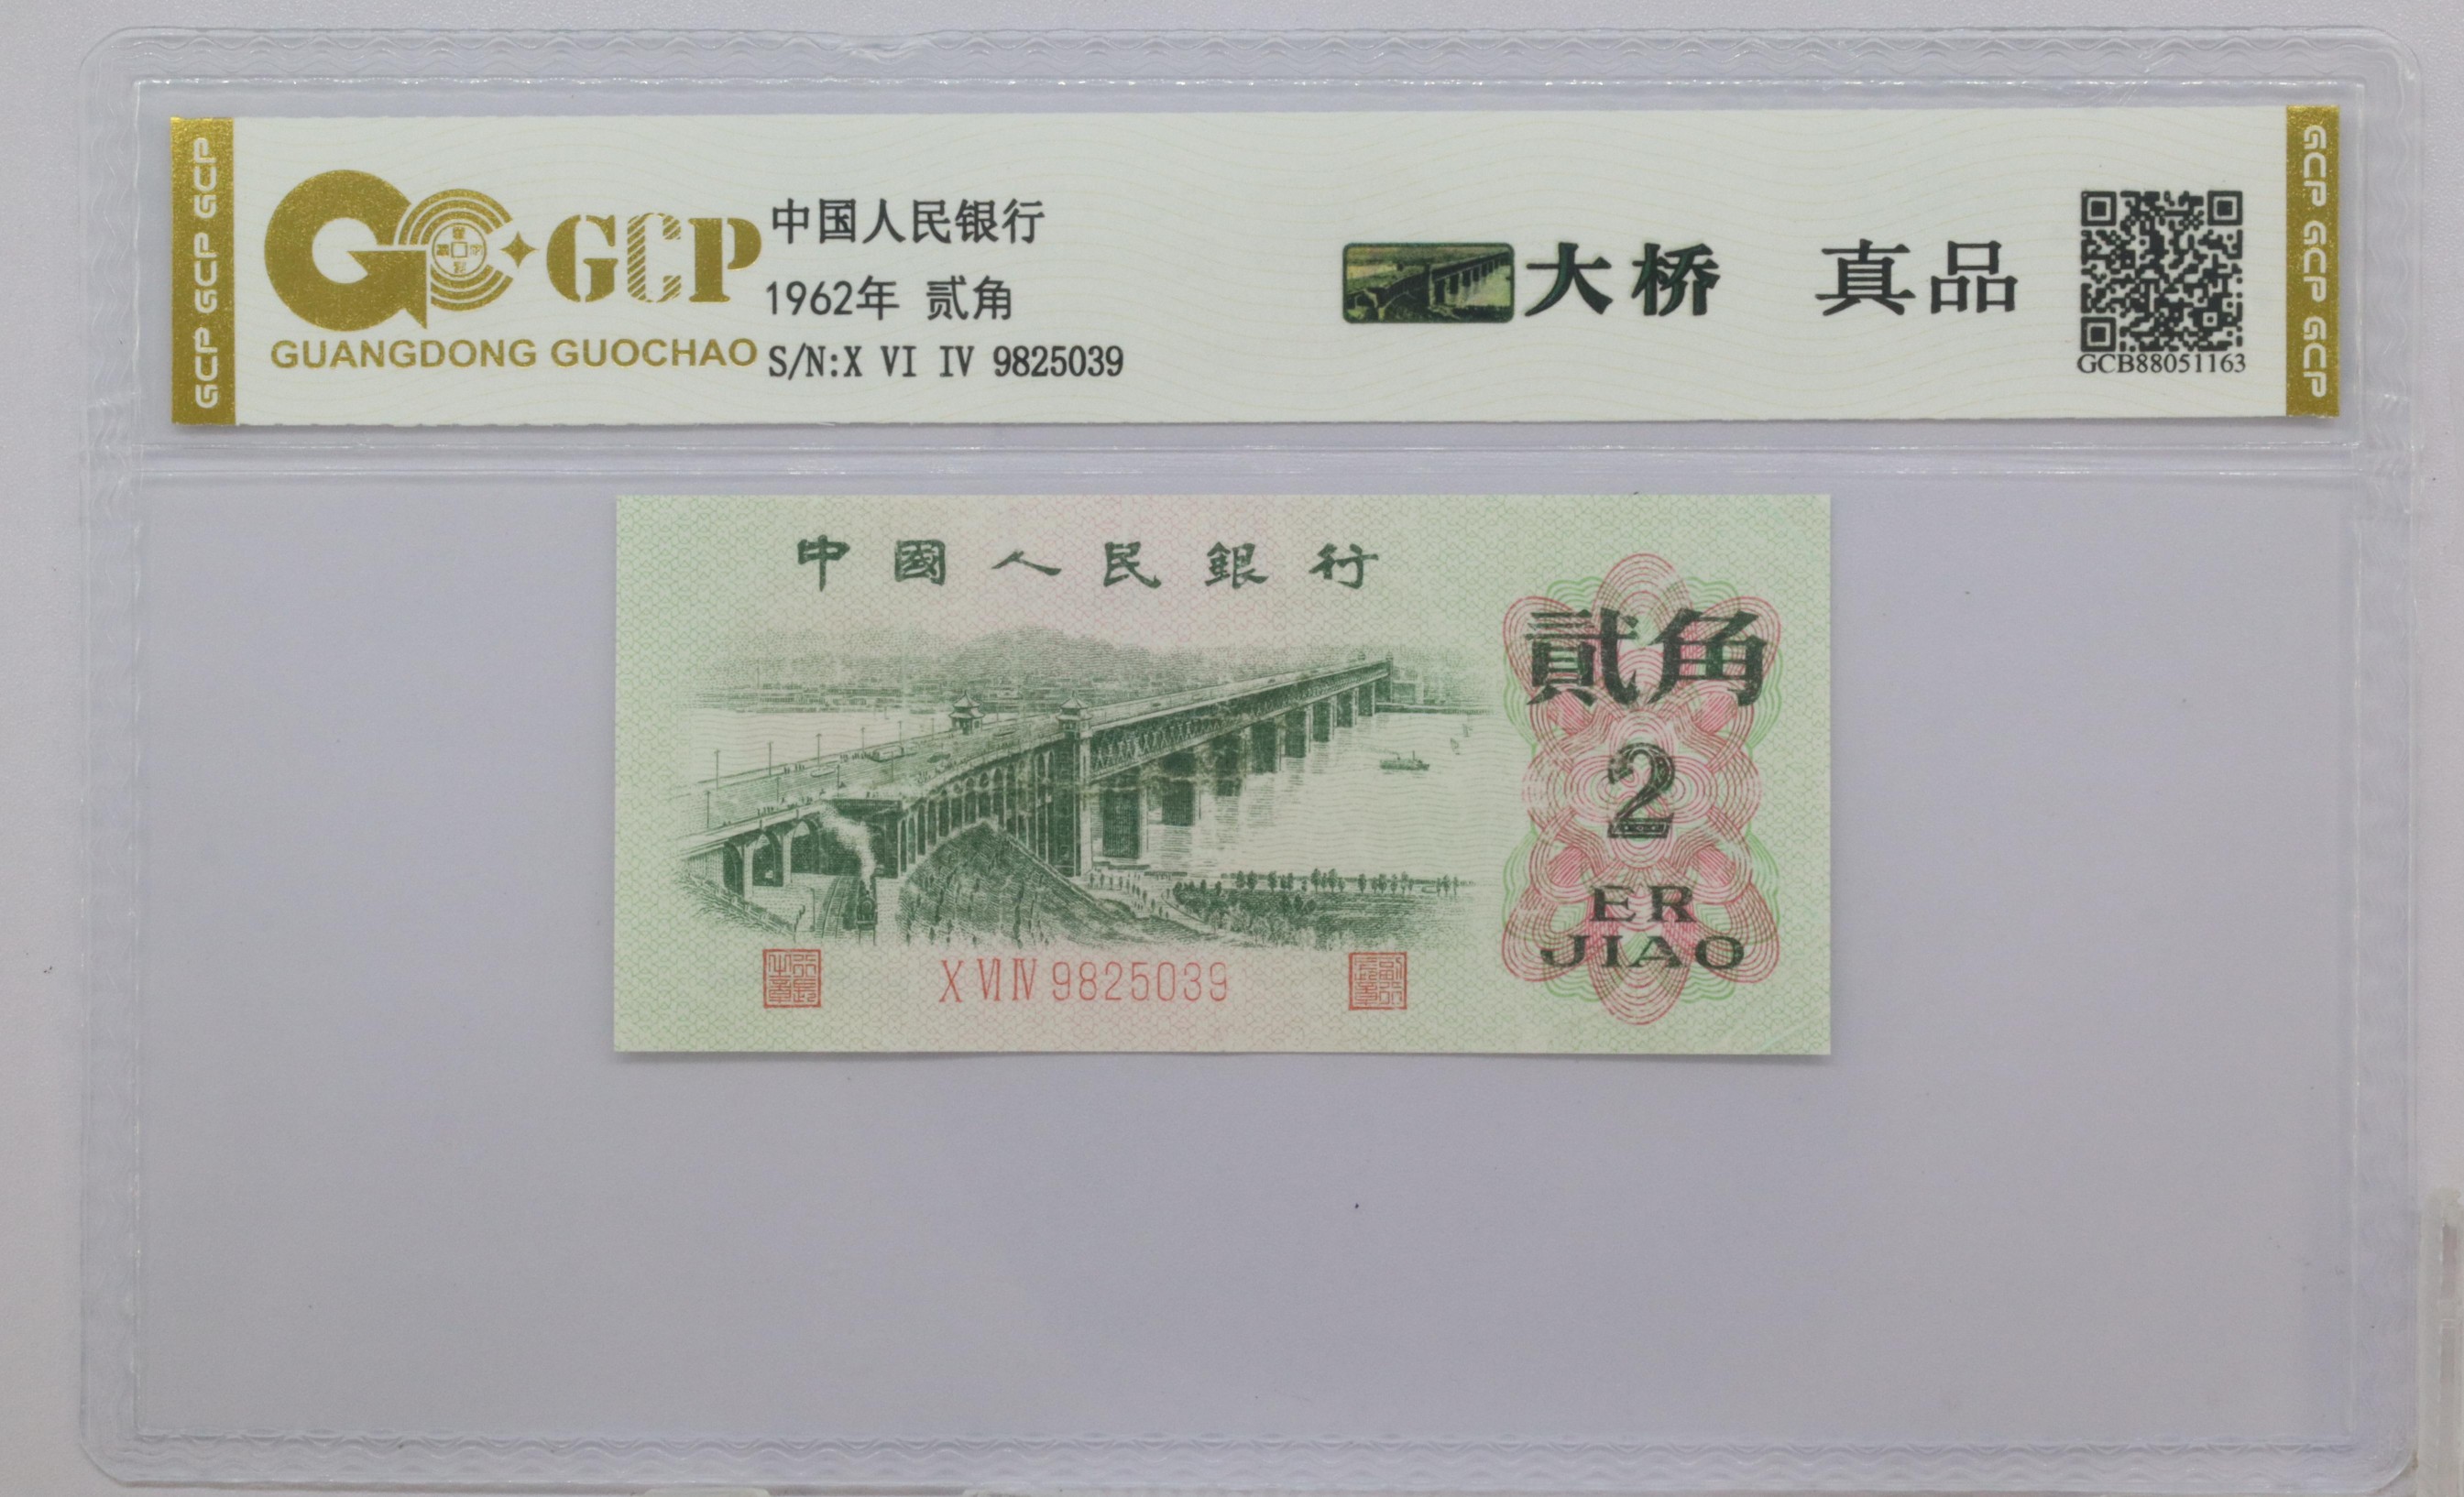 GCP GCP GCP
GCP
GUANGDONG GUOCHAO
中国人民银行
1962年 贰角
S/N:X VI IV 9825039
大桥 真品
GCB88051163
GCP GCP GCP
中國人民銀行
貳角
2
ER
JIAO
X VI IV 9825039